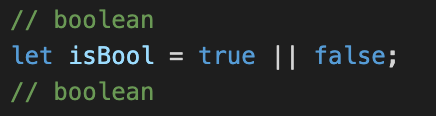 // boolean
let isBool = true || false;
// boolean